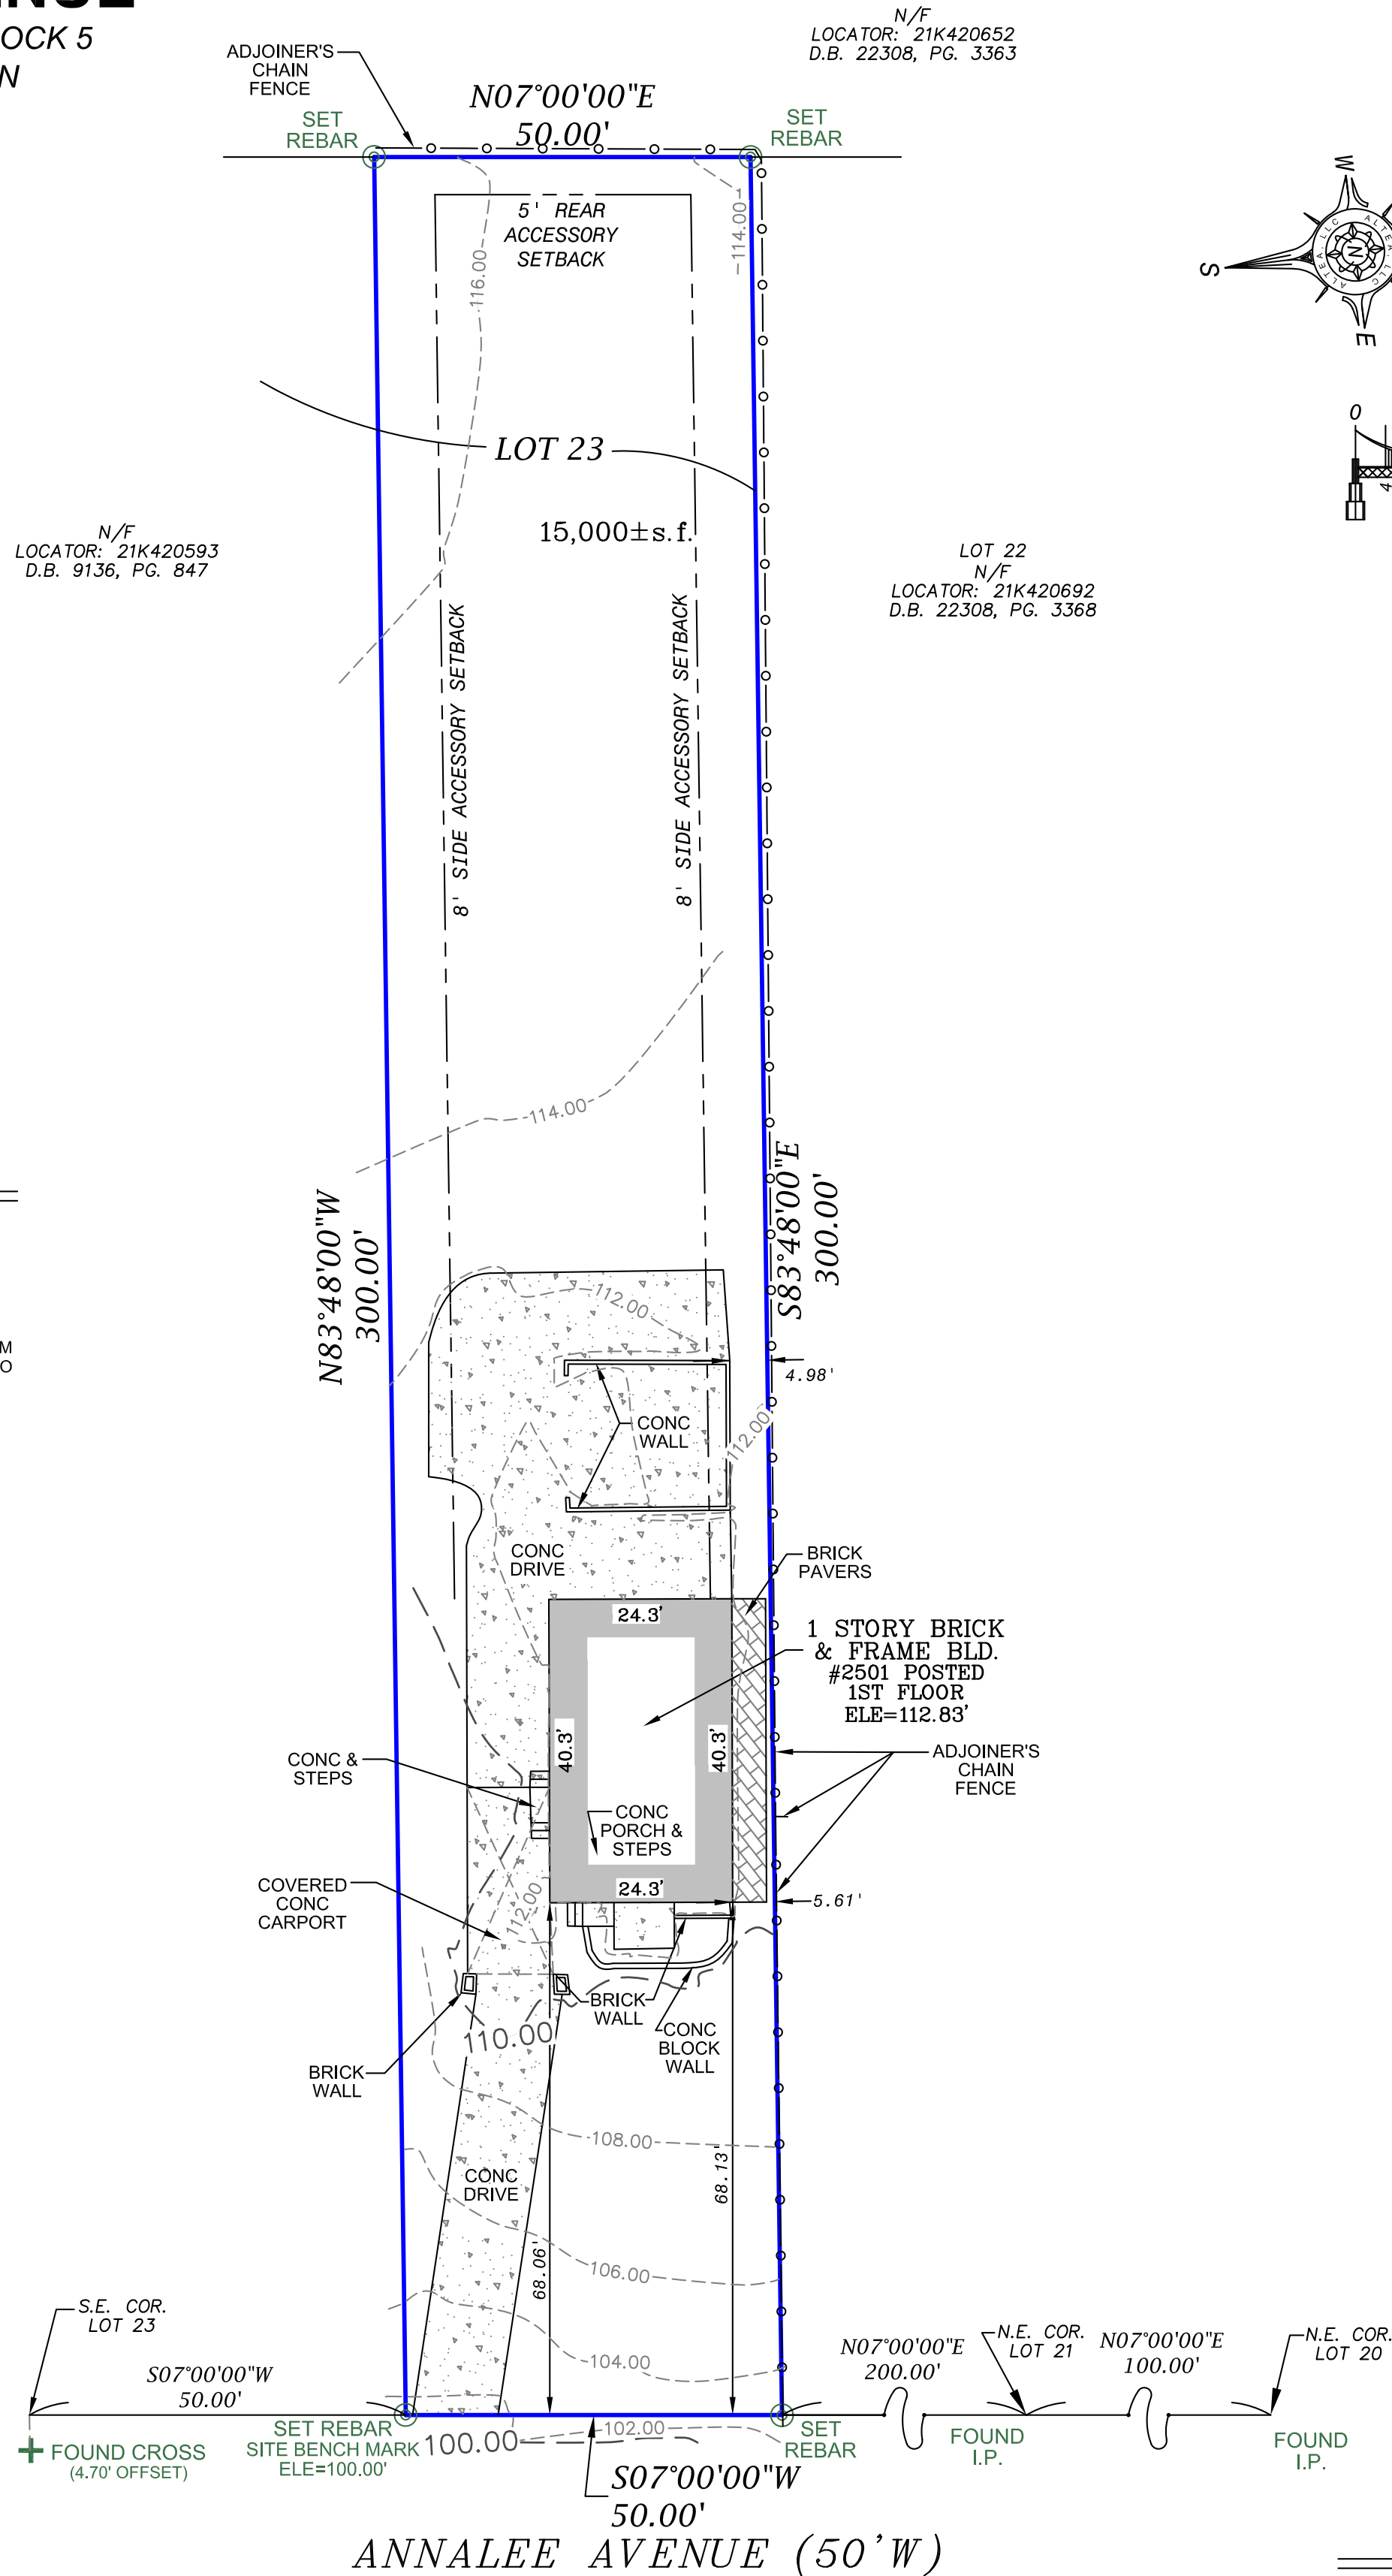 OCK 5
N
N/F
LOCATOR: 21K420652
D.B. 22308, PG. 3363
ADJOINER'S
CHAIN
FENCE
N07°00'00"E
50.00'
SET
REBAR
SET
REBAR
W
S
N
E
ALTEA, LLC ALTEA, LLC
0
4
5' REAR
ACCESSORY
SETBACK
116.00
114.00
LOT 23
15,000±s.f.
N/F
LOCATOR: 21K420593
D.B. 9136, PG. 847
LOT 22
N/F
LOCATOR: 21K420692
D.B. 22308, PG. 3368
8' SIDE ACCESSORY SETBACK
8' SIDE ACCESSORY SETBACK
114.00
N83°48'00"W
300.00'
S83°48'00"E
300.00'
M
O
112.00
4.98'
CONC
WALL
112.00
CONC
DRIVE
BRICK
PAVERS
24.3'
1 STORY BRICK
& FRAME BLD.
#2501 POSTED
1ST FLOOR
ELE=112.83'
40.3'
40.3'
CONC &
STEPS
ADJOINER'S
CHAIN
FENCE
CONC
PORCH &
STEPS
24.3'
COVERED
CONC
CARPORT
112.00
5.61'
BRICK
WALL
CONC
BLOCK
WALL
110.00
BRICK
WALL
108.00
CONC
DRIVE
68.13'
68.06'
106.00
104.00
S.E. COR.
LOT 23
S07°00'00"W
50.00'
N07°00'00"E
200.00'
N.E. COR.
LOT 21
N07°00'00"E
100.00'
N.E. COR.
LOT 20
FOUND CROSS
(4.70' OFFSET)
SET REBAR
SITE BENCH MARK
ELE=100.00'
100.00
102.00
SET
REBAR
FOUND
I.P.
FOUND
I.P.
S07°00'00"W
50.00'
ANNALEE AVENUE (50'W)